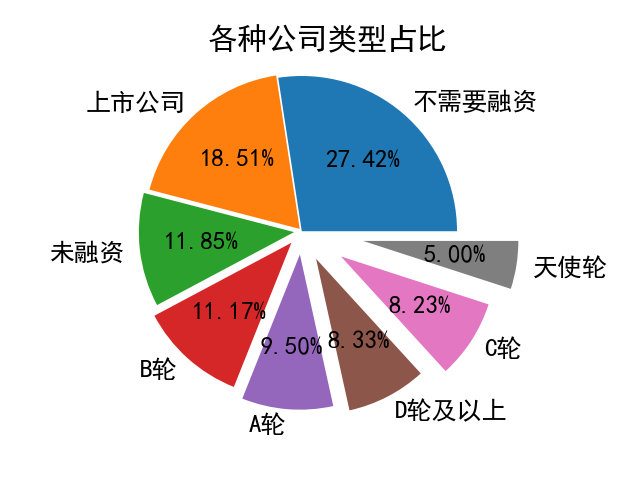 各种公司类型占比
不需要融资
27.42%
上市公司
18.51%
未融资
11.85%
B轮
11.17%
A轮
9.50%
D轮及以上
8.33%
C轮
8.23%
天使轮
5.00%